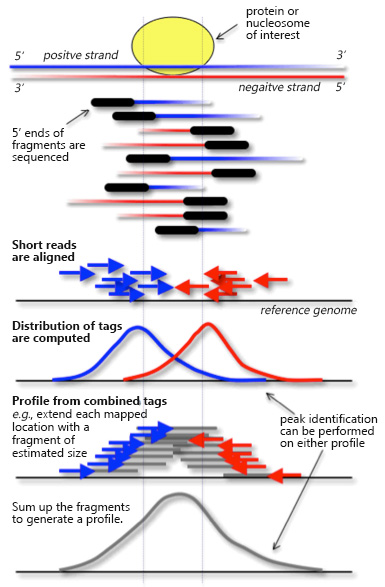 protein or
nucleosome
of interest
5′ positve strand 3′
3′ negaitve strand 5′
5′ ends of
fragments are
sequenced
Short reads
are aligned
reference genome
Distribution of tags
are computed
Profile from combined tags
e.g., extend each mapped
location with a
fragment of
estimated size
peak identification
can be performed
on either profile
Sum up the fragments
to generate a profile.